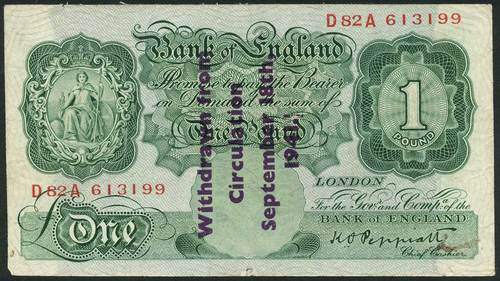 D82A 613199
Bank of England
Promise to pay the Bearer
on Demand the sum of
One Pound
1
POUND
LONDON
For the Govr. and Compa. of the
BANK OF ENGLAND
K O Peppiatt
Chief Cashier
D82A 613199
£One
Withdrawn from
Circulation
September 18th,
1941.